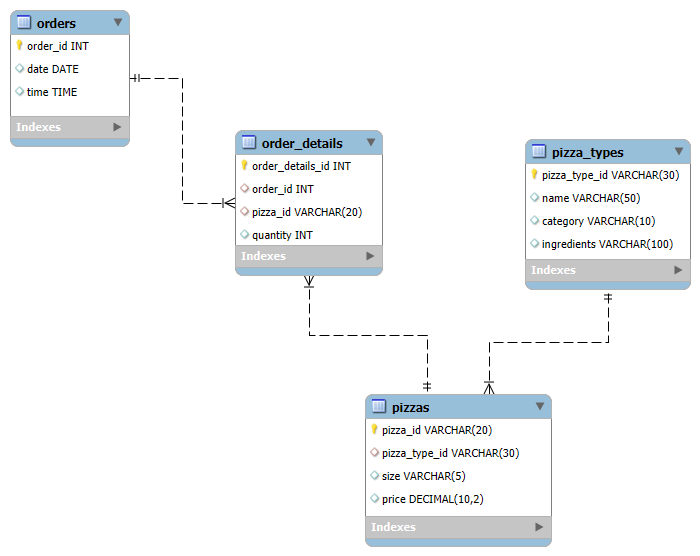 orders
order_id INT
date DATE
time TIME
Indexes
order_details
order_details_id INT
order_id INT
pizza_id VARCHAR(20)
quantity INT
Indexes
pizza_types
pizza_type_id VARCHAR(30)
name VARCHAR(50)
category VARCHAR(10)
ingredients VARCHAR(100)
Indexes
pizzas
pizza_id VARCHAR(20)
pizza_type_id VARCHAR(30)
size VARCHAR(5)
price DECIMAL(10,2)
Indexes